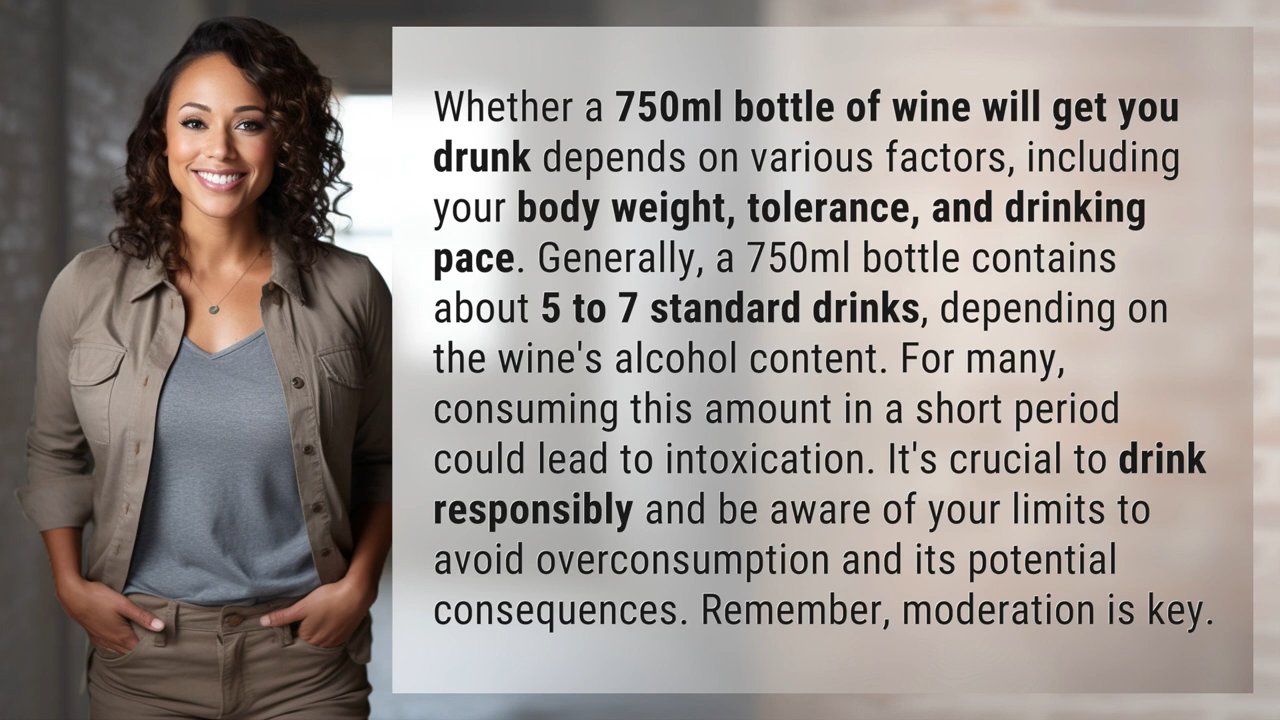 Whether a 750ml bottle of wine will get you
drunk depends on various factors, including
your body weight, tolerance, and drinking
pace. Generally, a 750ml bottle contains
about 5 to 7 standard drinks, depending on
the wine's alcohol content. For many,
consuming this amount in a short period
could lead to intoxication. It's crucial to drink
responsibly and be aware of your limits to
avoid overconsumption and its potential
consequences. Remember, moderation is key.